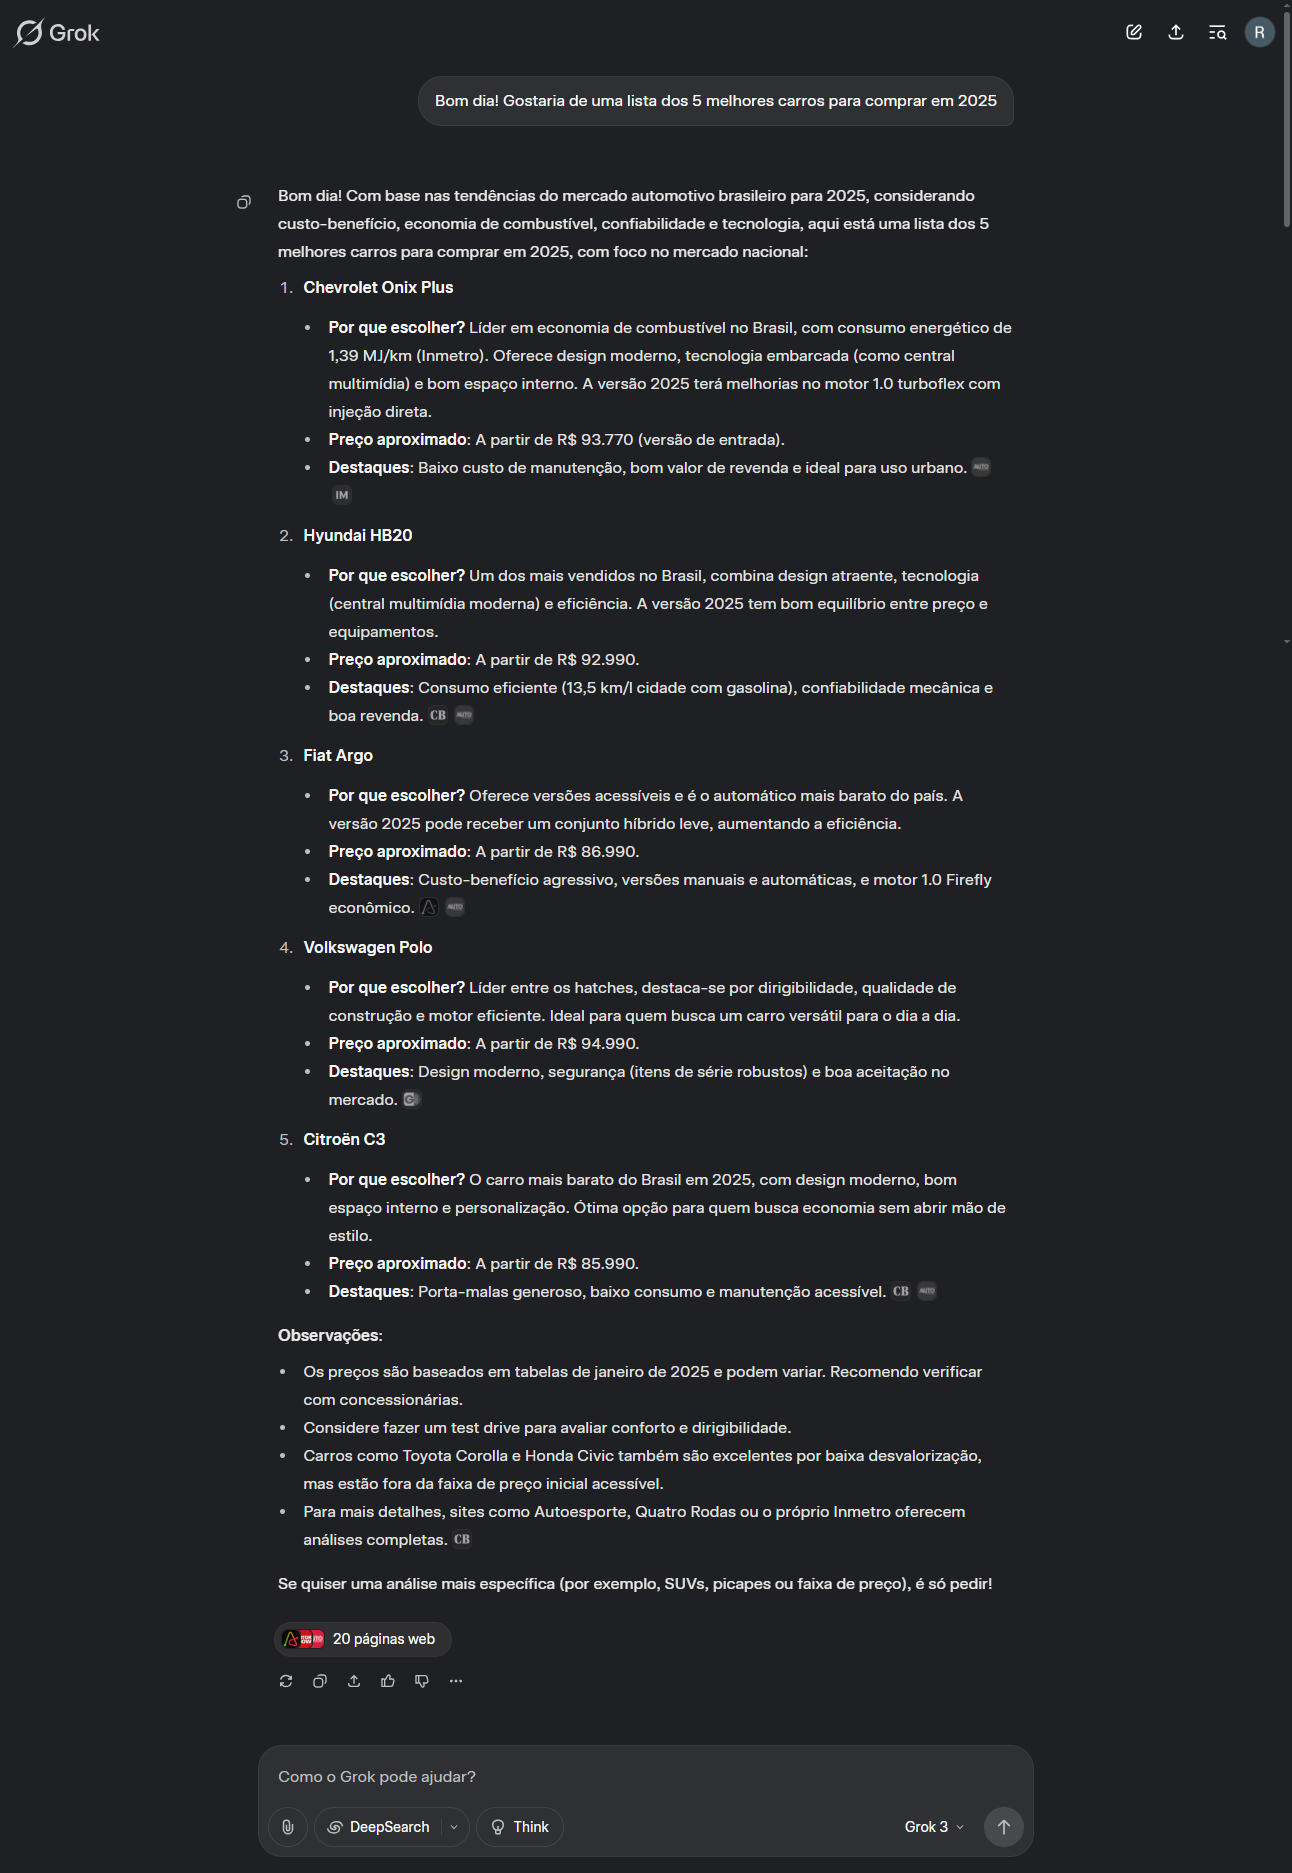 Grok
R
Bom dia! Gostaria de uma lista dos 5 melhores carros para comprar em 2025
Bom dia! Com base nas tendências do mercado automotivo brasileiro para 2025, considerando
custo-benefício, economia de combustível, confiabilidade e tecnologia, aqui está uma lista dos 5
melhores carros para comprar em 2025, com foco no mercado nacional:
1. Chevrolet Onix Plus
• Por que escolher? Líder em economia de combustível no Brasil, com consumo energético de
1,39 MJ/km (Inmetro). Oferece design moderno, tecnologia embarcada (como central
multimídia) e bom espaço interno. A versão 2025 terá melhorias no motor 1.0 turboflex com
injeção direta.
• Preço aproximado: A partir de R$ 93.770 (versão de entrada).
• Destaques: Baixo custo de manutenção, bom valor de revenda e ideal para uso urbano. AUTO
IM
2. Hyundai HB20
• Por que escolher? Um dos mais vendidos no Brasil, combina design atraente, tecnologia
(central multimídia moderna) e eficiência. A versão 2025 tem bom equilíbrio entre preço e
equipamentos.
• Preço aproximado: A partir de R$ 92.990.
• Destaques: Consumo eficiente (13,5 km/l cidade com gasolina), confiabilidade mecânica e
boa revenda. CB AUTO
3. Fiat Argo
• Por que escolher? Oferece versões acessíveis e é o automático mais barato do país. A
versão 2025 pode receber um conjunto híbrido leve, aumentando a eficiência.
• Preço aproximado: A partir de R$ 86.990.
• Destaques: Custo-benefício agressivo, versões manuais e automáticas, e motor 1.0 Firefly
econômico. AUTO
4. Volkswagen Polo
• Por que escolher? Líder entre os hatches, destaca-se por dirigibilidade, qualidade de
construção e motor eficiente. Ideal para quem busca um carro versátil para o dia a dia.
• Preço aproximado: A partir de R$ 94.990.
• Destaques: Design moderno, segurança (itens de série robustos) e boa aceitação no
mercado.
5. Citroën C3
• Por que escolher? O carro mais barato do Brasil em 2025, com design moderno, bom
espaço interno e personalização. Ótima opção para quem busca economia sem abrir mão de
estilo.
• Preço aproximado: A partir de R$ 85.990.
• Destaques: Porta-malas generoso, baixo consumo e manutenção acessível. CB AUTO
Observações:
• Os preços são baseados em tabelas de janeiro de 2025 e podem variar. Recomendo verificar
com concessionárias.
• Considere fazer um test drive para avaliar conforto e dirigibilidade.
• Carros como Toyota Corolla e Honda Civic também são excelentes por baixa desvalorização,
mas estão fora da faixa de preço inicial acessível.
• Para mais detalhes, sites como Autoesporte, Quatro Rodas ou o próprio Inmetro oferecem
análises completas. CB
Se quiser uma análise mais específica (por exemplo, SUVs, picapes ou faixa de preço), é só pedir!
20 páginas web
Como o Grok pode ajudar?
DeepSearch
Think
Grok 3